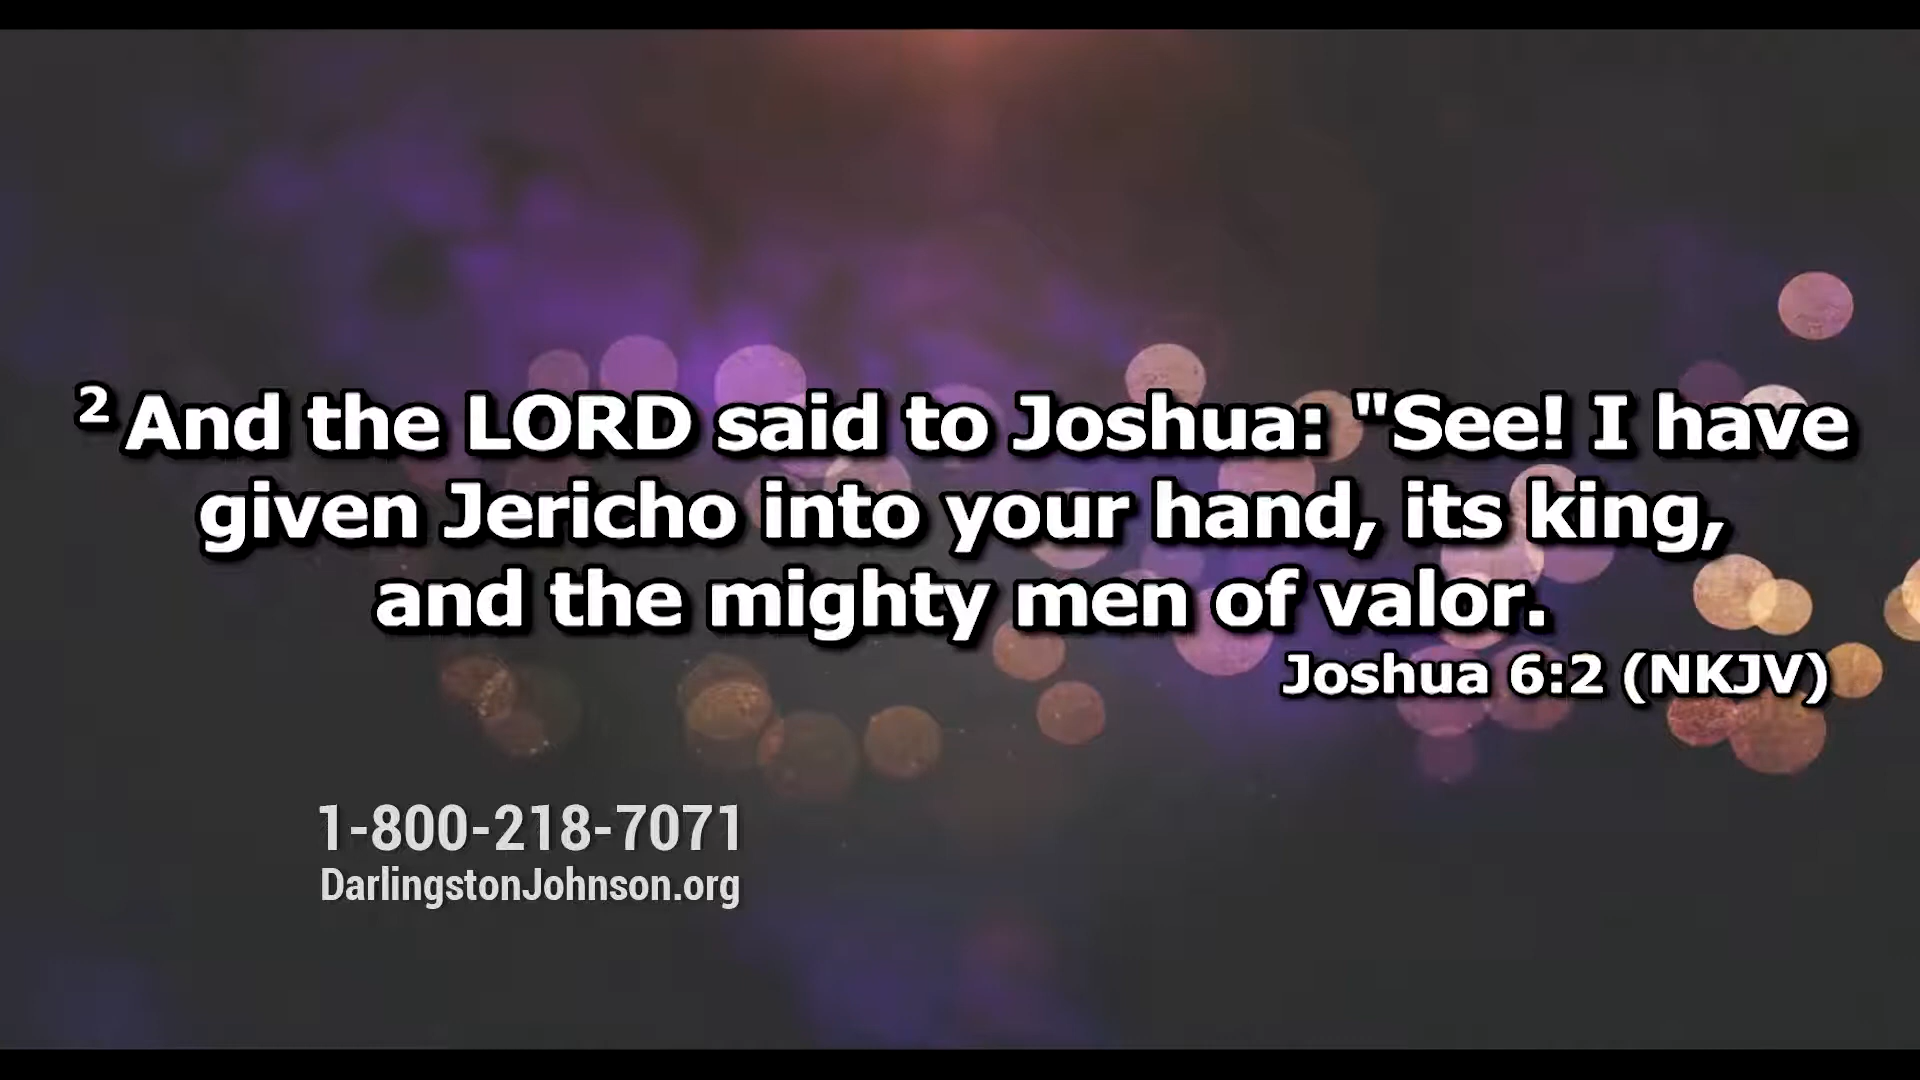 ² And the LORD said to Joshua: "See! I have
given Jericho into your hand, its king,
and the mighty men of valor.
Joshua 6:2 (NKJV)
1-800-218-7071
DarlingstonJohnson.org